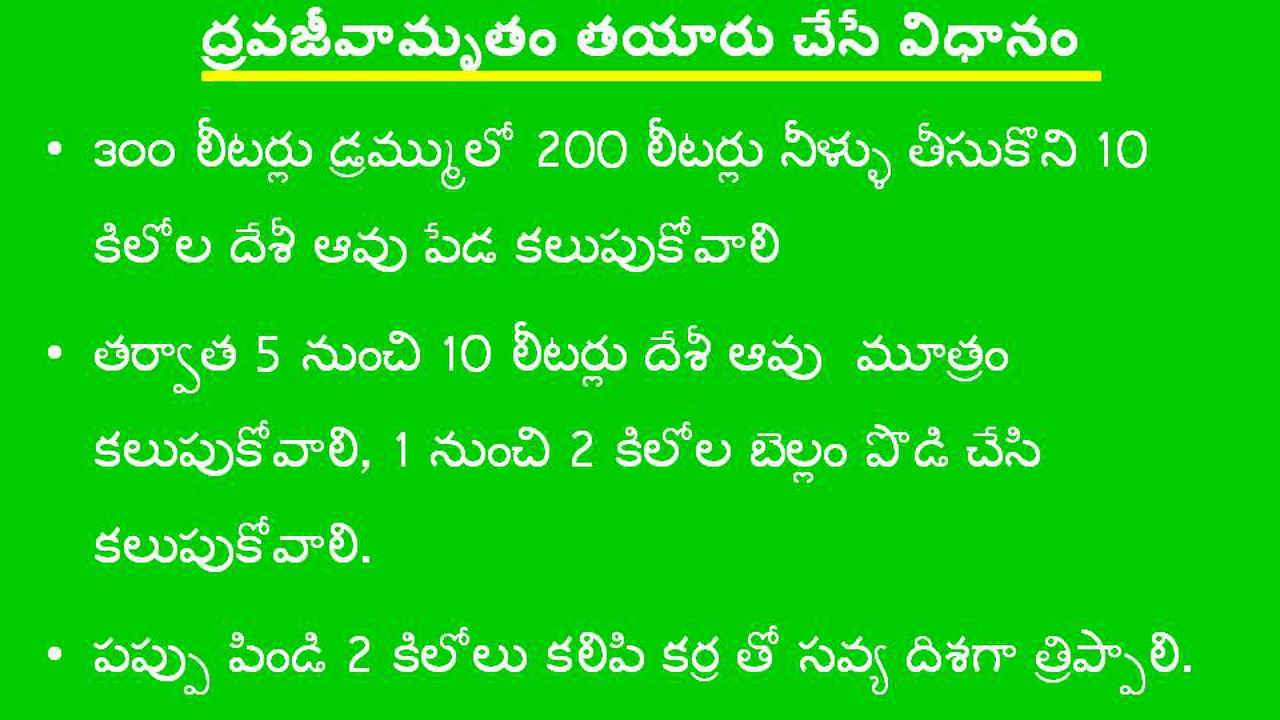 ద్రవజీవామృతం తయారు చేసే విధానం
• ౩౦౦ లీటర్లు డ్రమ్ములో 200 లీటర్లు నీళ్ళు తీసుకొని 10
కిలోల దేశీ ఆవు పేడ కలుపుకోవాలి
• తర్వాత 5 నుంచి 10 లీటర్లు దేశీ ఆవు మూత్రం
కలుపుకోవాలి, 1 నుంచి 2 కిలోల బెల్లం పొడి చేసి
కలుపుకోవాలి.
• పప్పు పిండి 2 కిలోలు కలిపి కర్ర తో సవ్య దిశగా త్రిప్పాలి.